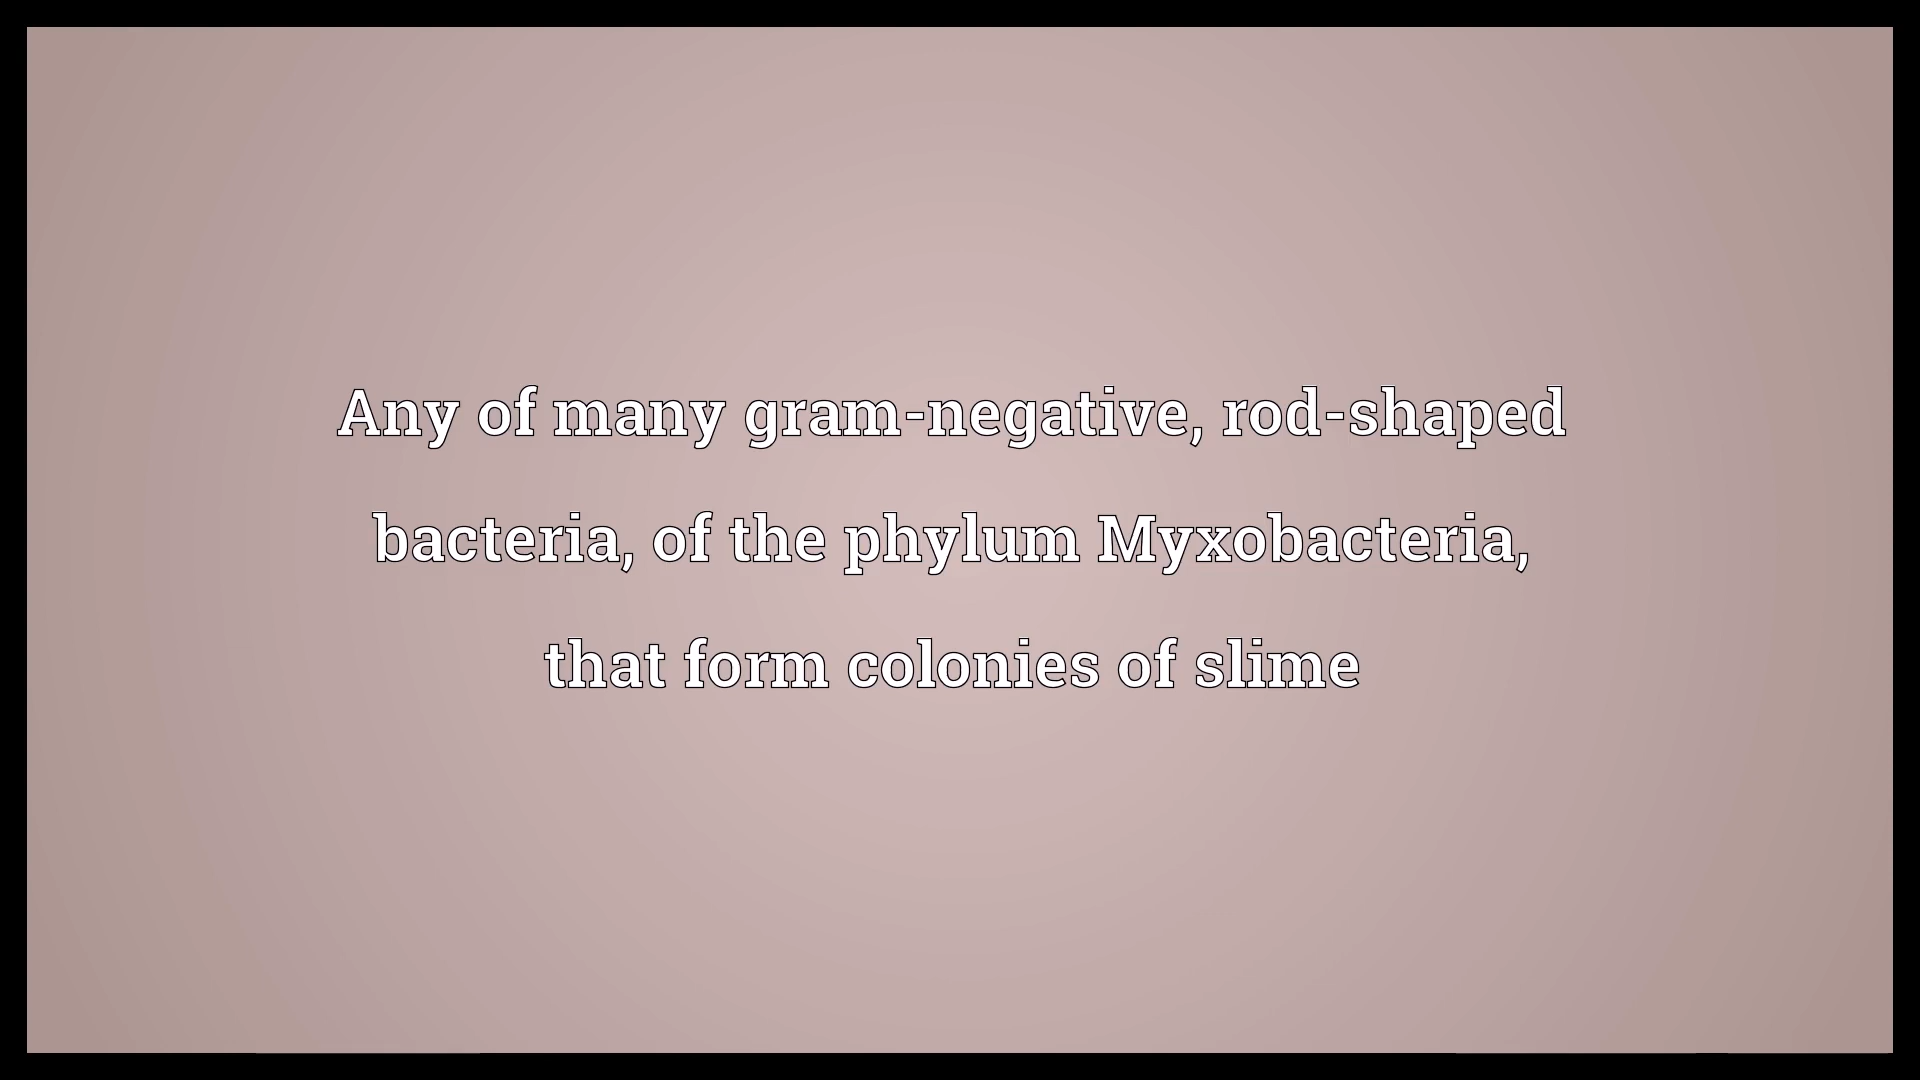 Any of many gram-negative, rod-shaped
bacteria, of the phylum Myxobacteria,
that form colonies of slime